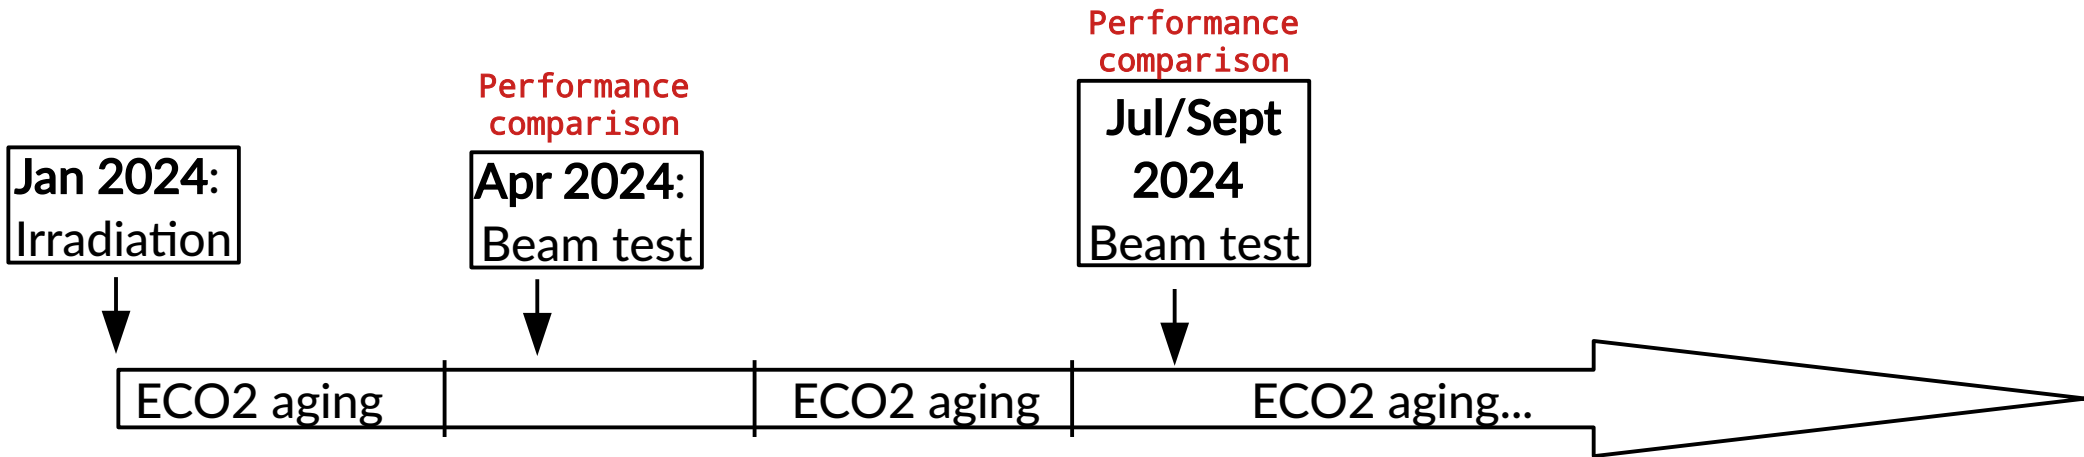 Performance
comparison
Jul/Sept
2024
Beam test
Performance
comparison
Apr 2024:
Beam test
Jan 2024:
Irradiation
ECO2 aging
ECO2 aging
ECO2 aging...